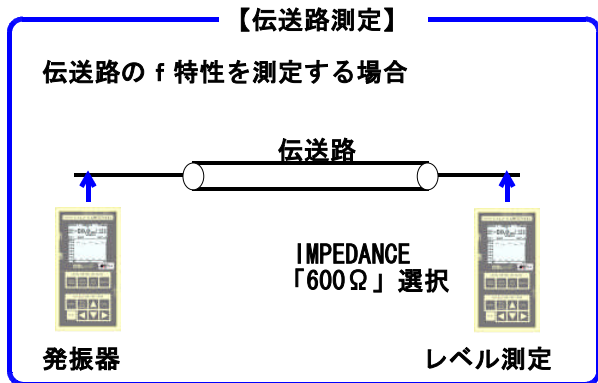 【伝送路測定】
伝送路のf特性を測定する場合
伝送路
IMPEDANCE
「600Ω」選択
発振器
レベル測定